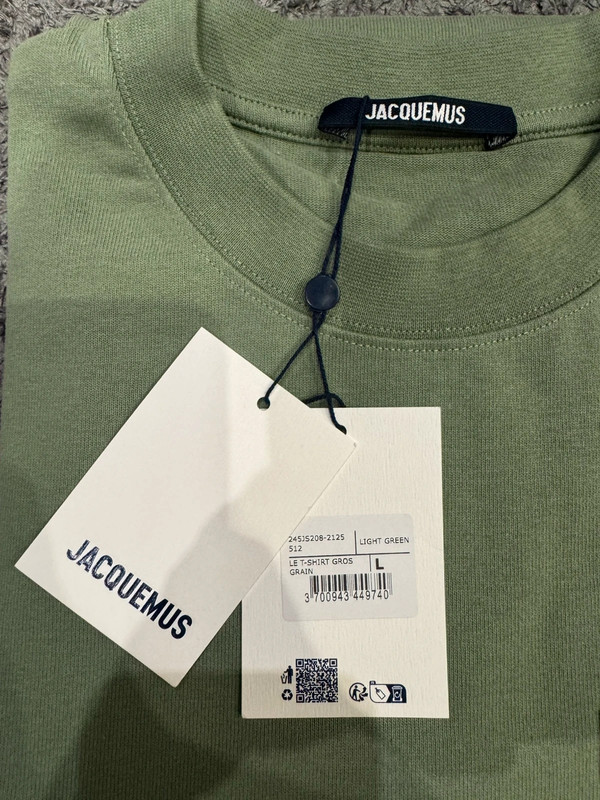 JACQUEMUS
JACQUEMUS
245JS208-2125
512
LIGHT GREEN
LE T-SHIRT GROS
GRAIN
L
3 700943 449740